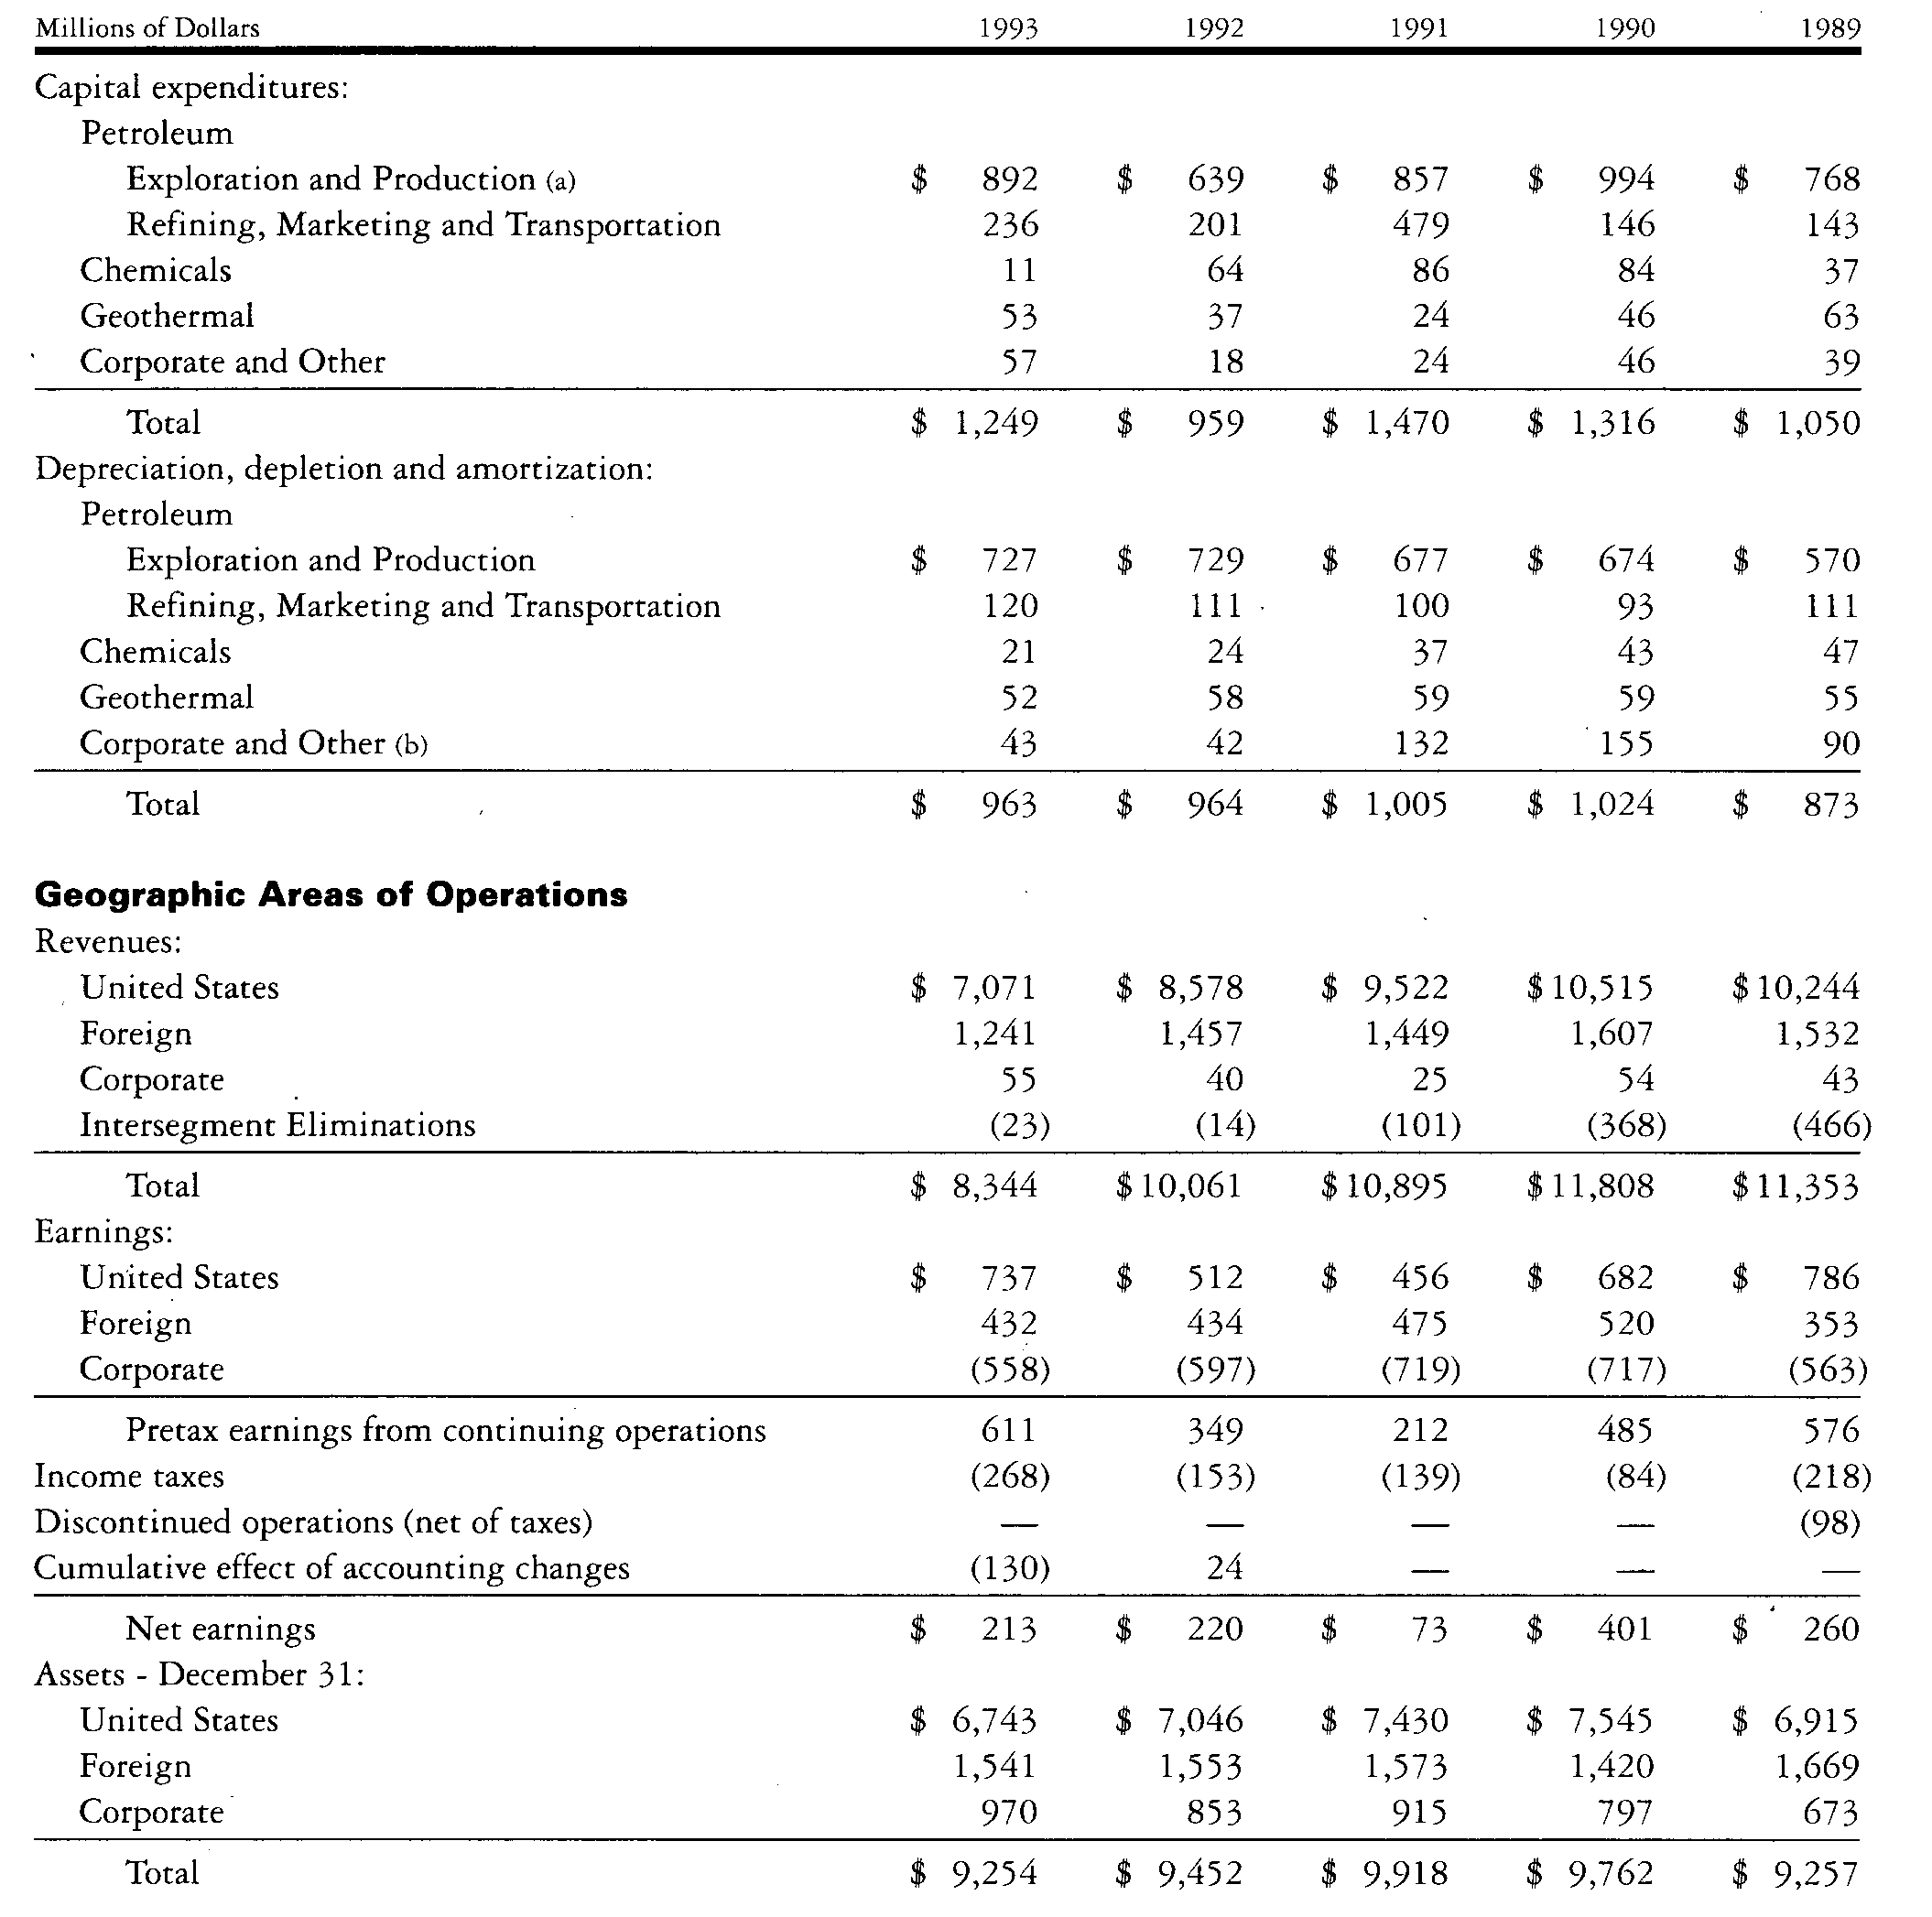 Millions of Dollars 1993 1992 1991 1990 1989
Capital expenditures:
Petroleum
Exploration and Production (a) $ 892 $ 639 $ 857 $ 994 $ 768
Refining, Marketing and Transportation 236 201 479 146 143
Chemicals 11 64 86 84 37
Geothermal 53 37 24 46 63
Corporate and Other 57 18 24 46 39
Total $ 1,249 $ 959 $ 1,470 $ 1,316 $ 1,050
Depreciation, depletion and amortization:
Petroleum
Exploration and Production $ 727 $ 729 $ 677 $ 674 $ 570
Refining, Marketing and Transportation 120 111 100 93 111
Chemicals 21 24 37 43 47
Geothermal 52 58 59 59 55
Corporate and Other (b) 43 42 132 155 90
Total $ 963 $ 964 $ 1,005 $ 1,024 $ 873
Geographic Areas of Operations
Revenues:
United States $ 7,071 $ 8,578 $ 9,522 $ 10,515 $ 10,244
Foreign 1,241 1,457 1,449 1,607 1,532
Corporate 55 40 25 54 43
Intersegment Eliminations (23) (14) (101) (368) (466)
Total $ 8,344 $ 10,061 $ 10,895 $ 11,808 $ 11,353
Earnings:
United States $ 737 $ 512 $ 456 $ 682 $ 786
Foreign 432 434 475 520 353
Corporate (558) (597) (719) (717) (563)
Pretax earnings from continuing operations 611 349 212 485 576
Income taxes (268) (153) (139) (84) (218)
Discontinued operations (net of taxes) — — — — (98)
Cumulative effect of accounting changes (130) 24 — — —
Net earnings $ 213 $ 220 $ 73 $ 401 $ 260
Assets - December 31:
United States $ 6,743 $ 7,046 $ 7,430 $ 7,545 $ 6,915
Foreign 1,541 1,553 1,573 1,420 1,669
Corporate 970 853 915 797 673
Total $ 9,254 $ 9,452 $ 9,918 $ 9,762 $ 9,257